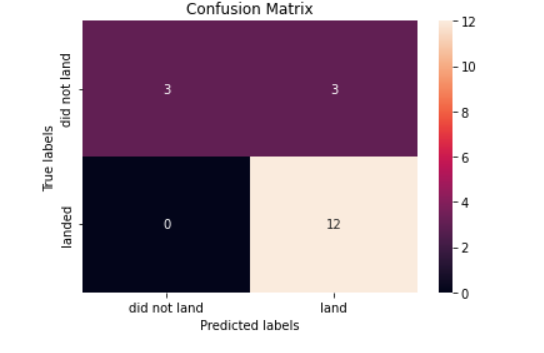 Confusion Matrix
did not land
landed
True labels
3 3
0 12
did not land land
Predicted labels
12
10
8
6
4
2
0